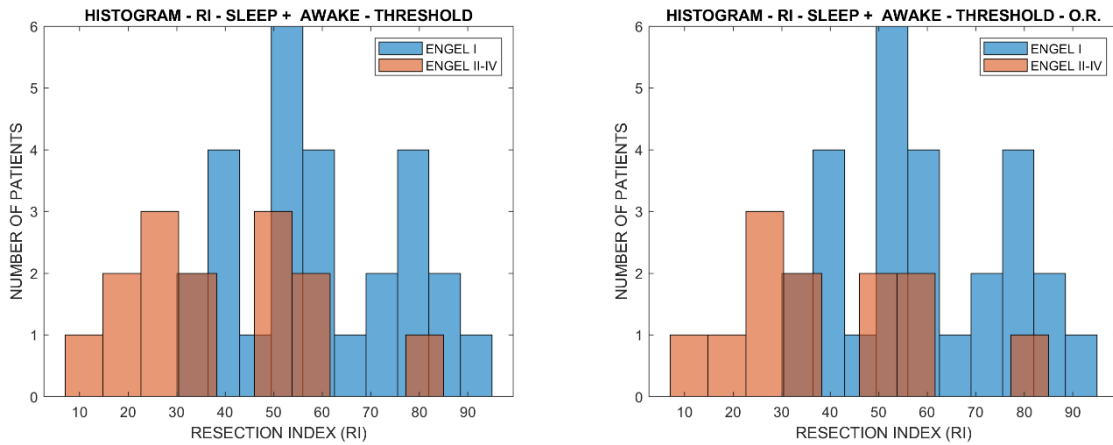 HISTOGRAM - RI - SLEEP + AWAKE - THRESHOLD
ENGEL I
ENGEL II-IV
NUMBER OF PATIENTS
6
5
4
3
2
1
0
10 20 30 40 50 60 70 80 90
RESECTION INDEX (RI)
HISTOGRAM - RI - SLEEP + AWAKE - THRESHOLD - O.R.
ENGEL I
ENGEL II-IV
NUMBER OF PATIENTS
6
5
4
3
2
1
0
10 20 30 40 50 60 70 80 90
RESECTION INDEX (RI)